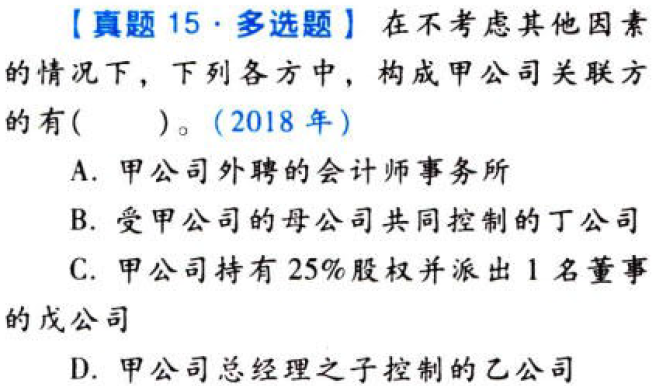 【真题 15·多选题】 在不考虑其他因素
的情况下，下列各方中，构成甲公司关联方
的有(  )。(2018 年)
A. 甲公司外聘的会计师事务所
B. 受甲公司的母公司共同控制的丁公司
C. 甲公司持有 25%股权并派出 1 名董事
的戊公司
D. 甲公司总经理之子控制的乙公司